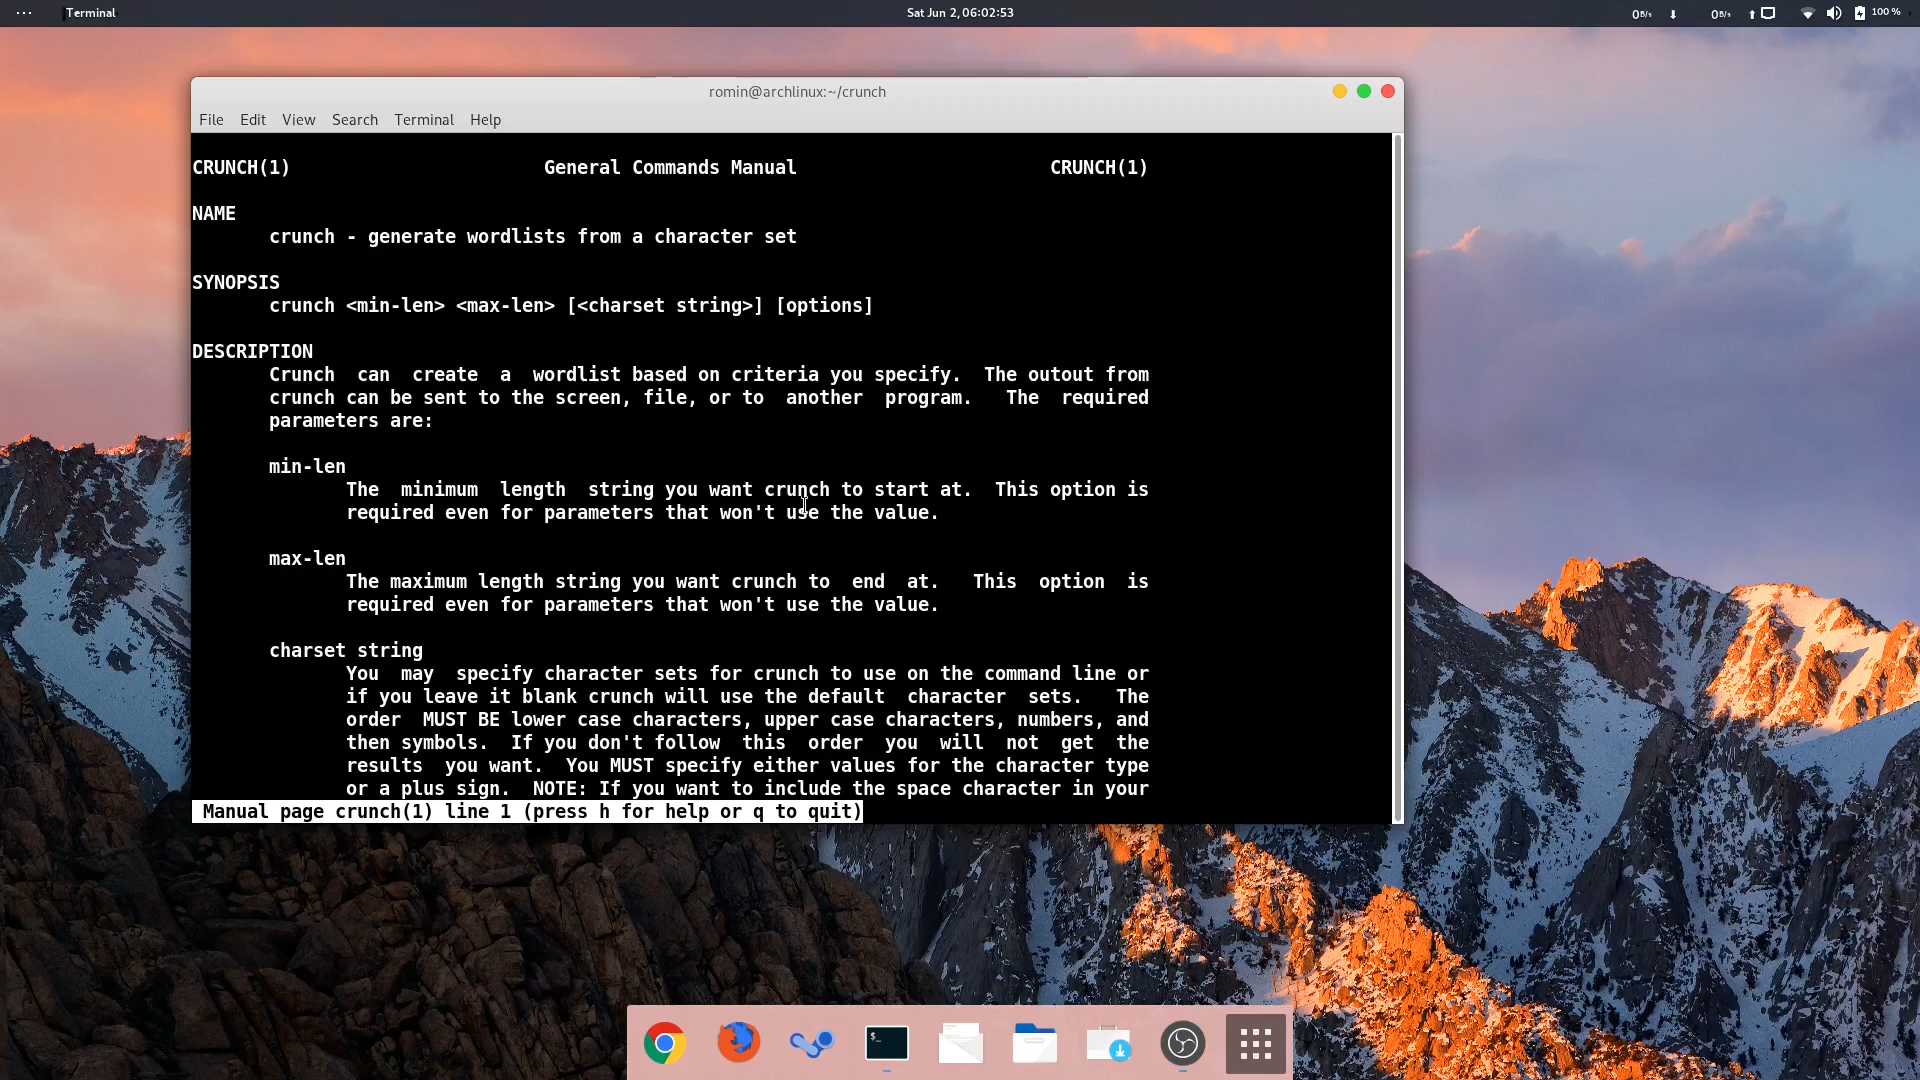 Terminal
Sat Jun 2, 06:02:53
0 B/s
0 B/s
100 %
romin@archlinux:~/crunch
File Edit View Search Terminal Help
CRUNCH(1) General Commands Manual CRUNCH(1)
NAME
crunch - generate wordlists from a character set
SYNOPSIS
crunch <min-len> <max-len> [<charset string>] [options]
DESCRIPTION
Crunch can create a wordlist based on criteria you specify. The outout from
crunch can be sent to the screen, file, or to another program. The required
parameters are:
min-len
The minimum length string you want crunch to start at. This option is
required even for parameters that won't use the value.
max-len
The maximum length string you want crunch to end at. This option is
required even for parameters that won't use the value.
charset string
You may specify character sets for crunch to use on the command line or
if you leave it blank crunch will use the default character sets. The
order MUST BE lower case characters, upper case characters, numbers, and
then symbols. If you don't follow this order you will not get the
results you want. You MUST specify either values for the character type
or a plus sign. NOTE: If you want to include the space character in your
Manual page crunch(1) line 1 (press h for help or q to quit)
$_